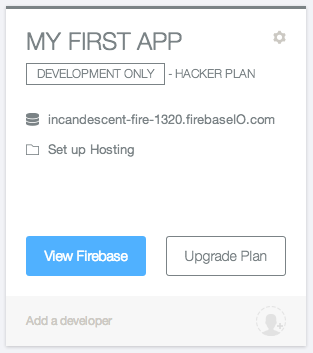 MY FIRST APP
DEVELOPMENT ONLY - HACKER PLAN
incandescent-fire-1320.firebaseIO.com
Set up Hosting
View Firebase Upgrade Plan
Add a developer